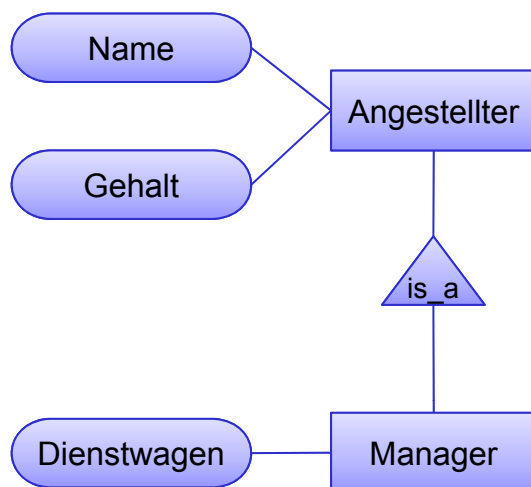 Name
Angestellter
Gehalt
is_a
Dienstwagen
Manager